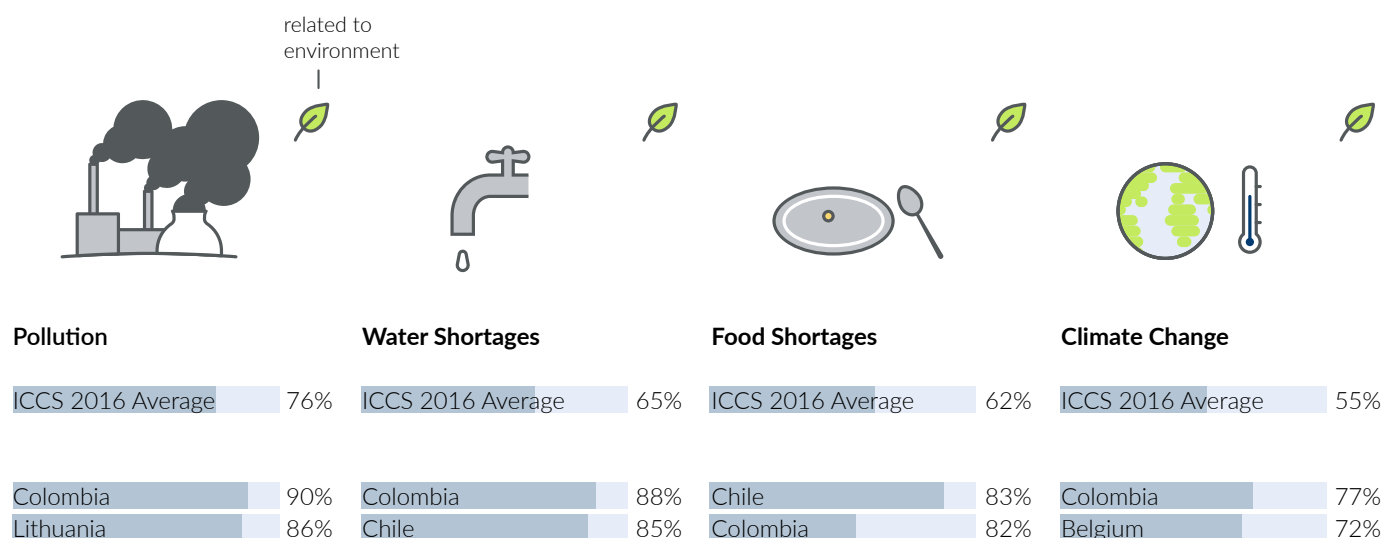 related to
environment
Pollution
Water Shortages
Food Shortages
Climate Change
ICCS 2016 Average 76%
ICCS 2016 Average 65%
ICCS 2016 Average 62%
ICCS 2016 Average 55%
Colombia 90%
Colombia 88%
Chile 83%
Colombia 77%
Lithuania 86%
Chile 85%
Colombia 82%
Belgium 72%